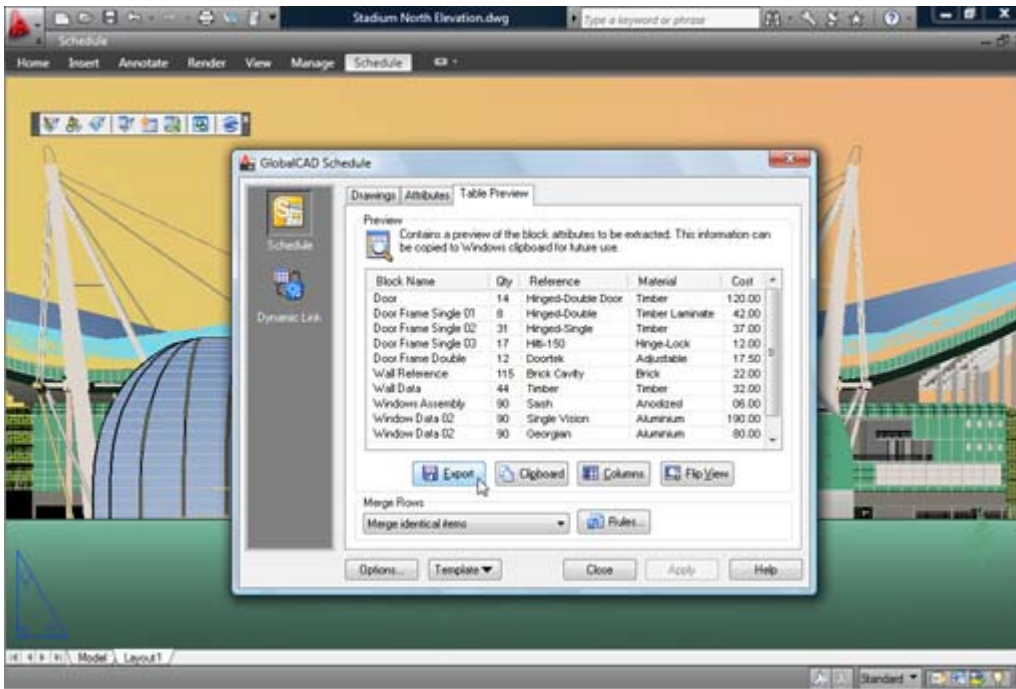 Stadium North Elevation.dwg
Type a keyword or phrase
Schedule
Home Insert Annotate Render View Manage Schedule
GlobalCAD Schedule
Drawings Attributes Table Preview
Schedule
Dynamic Link
Preview
Contains a preview of the block attributes to be extracted. This information can
be copied to Windows clipboard for future use.
Block Name Qty Reference Material Cost
Door 14 Hinged-Double Door Timber 120.00
Door Frame Single 01 8 Hinged-Double Timber Laminate 42.00
Door Frame Single 02 31 Hinged-Single Timber 37.00
Door Frame Single 03 17 Hilti-150 Hinge-Lock 12.00
Door Frame Double 12 Doortek Adjustable 17.50
Wall Reference 115 Brick Cavity Brick 22.00
Wall Data 44 Timber Timber 32.00
Windows Assembly 90 Sash Anodized 06.00
Window Data 02 90 Single Vision Aluminium 190.00
Window Data 02 90 Georgian Aluminium 80.00
Export Clipboard Columns Flip View
Merge Rows
Merge identical items Rules...
Options... Template Close Apply Help
Model Layout1
Standard